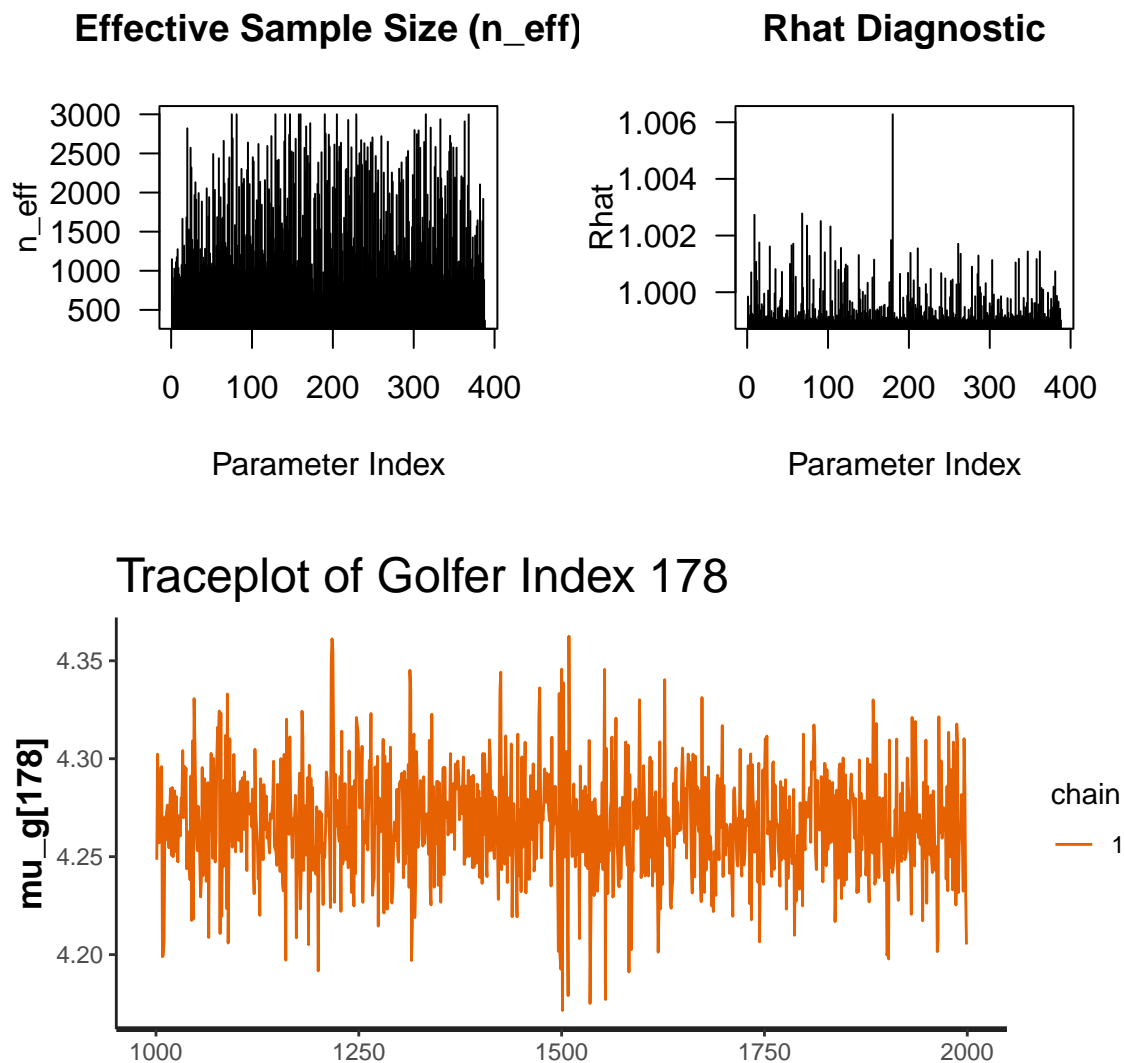 Effective Sample Size (n_eff)
n_eff
3000
2500
2000
1500
1000
500
0 100 200 300 400
Parameter Index
Rhat Diagnostic
Rhat
1.006
1.004
1.002
1.000
0 100 200 300 400
Parameter Index
Traceplot of Golfer Index 178
mu_g[178]
4.35
4.30
4.25
4.20
1000 1250 1500 1750 2000
chain
1